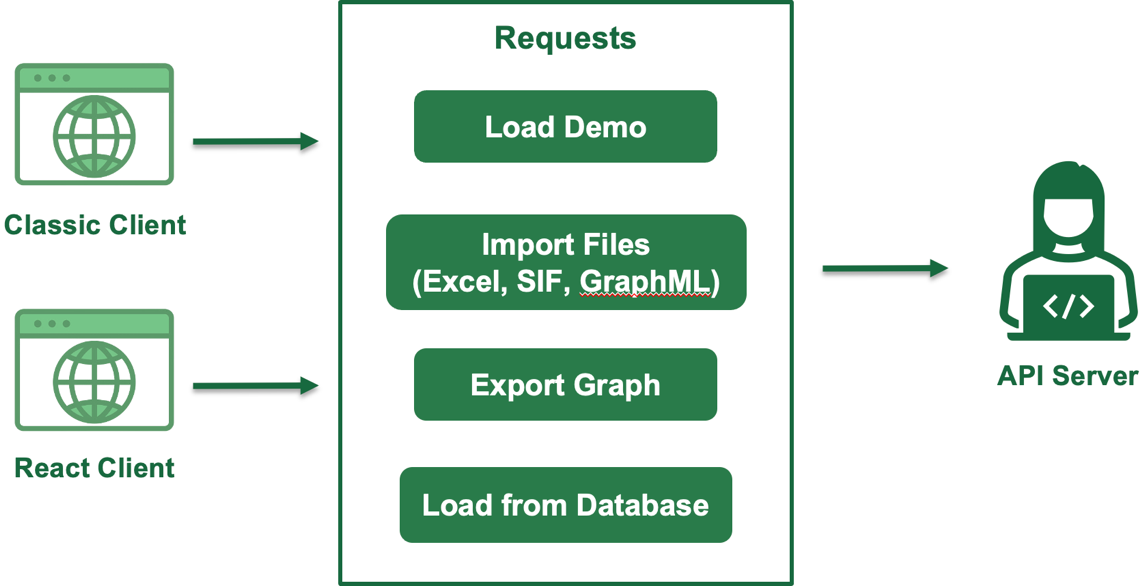 Requests
Load Demo
Classic Client
Import Files
(Excel, SIF, GraphML)
</>
API Server
Export Graph
React Client
Load from Database